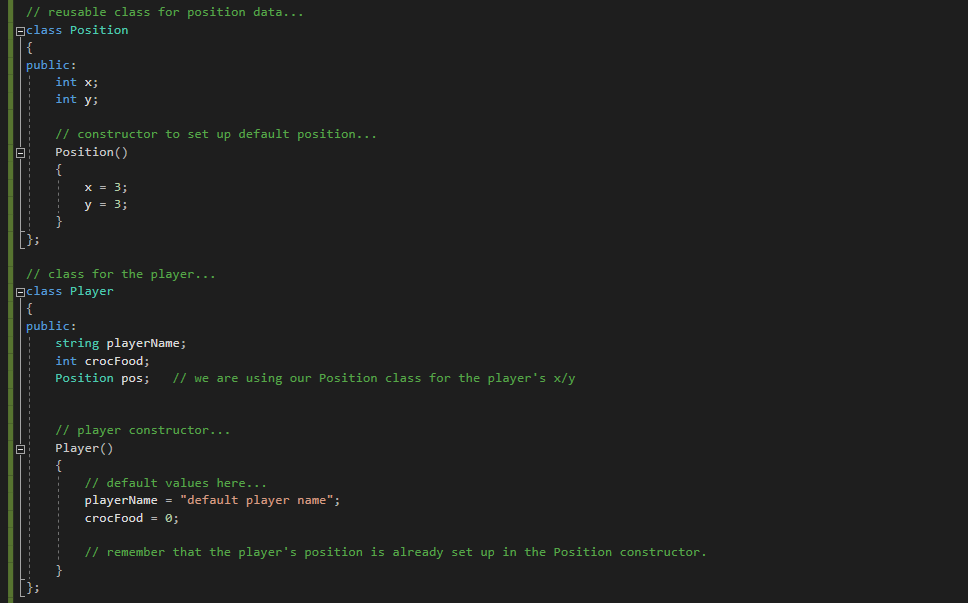 // reusable class for position data...
class Position
{
public:
    int x;
    int y;

    // constructor to set up default position...
    Position()
    {
        x = 3;
        y = 3;
    }
};

// class for the player...
class Player
{
public:
    string playerName;
    int crocFood;
    Position pos;   // we are using our Position class for the player's x/y


    // player constructor...
    Player()
    {
        // default values here...
        playerName = "default player name";
        crocFood = 0;

        // remember that the player's position is already set up in the Position constructor.
    }
};